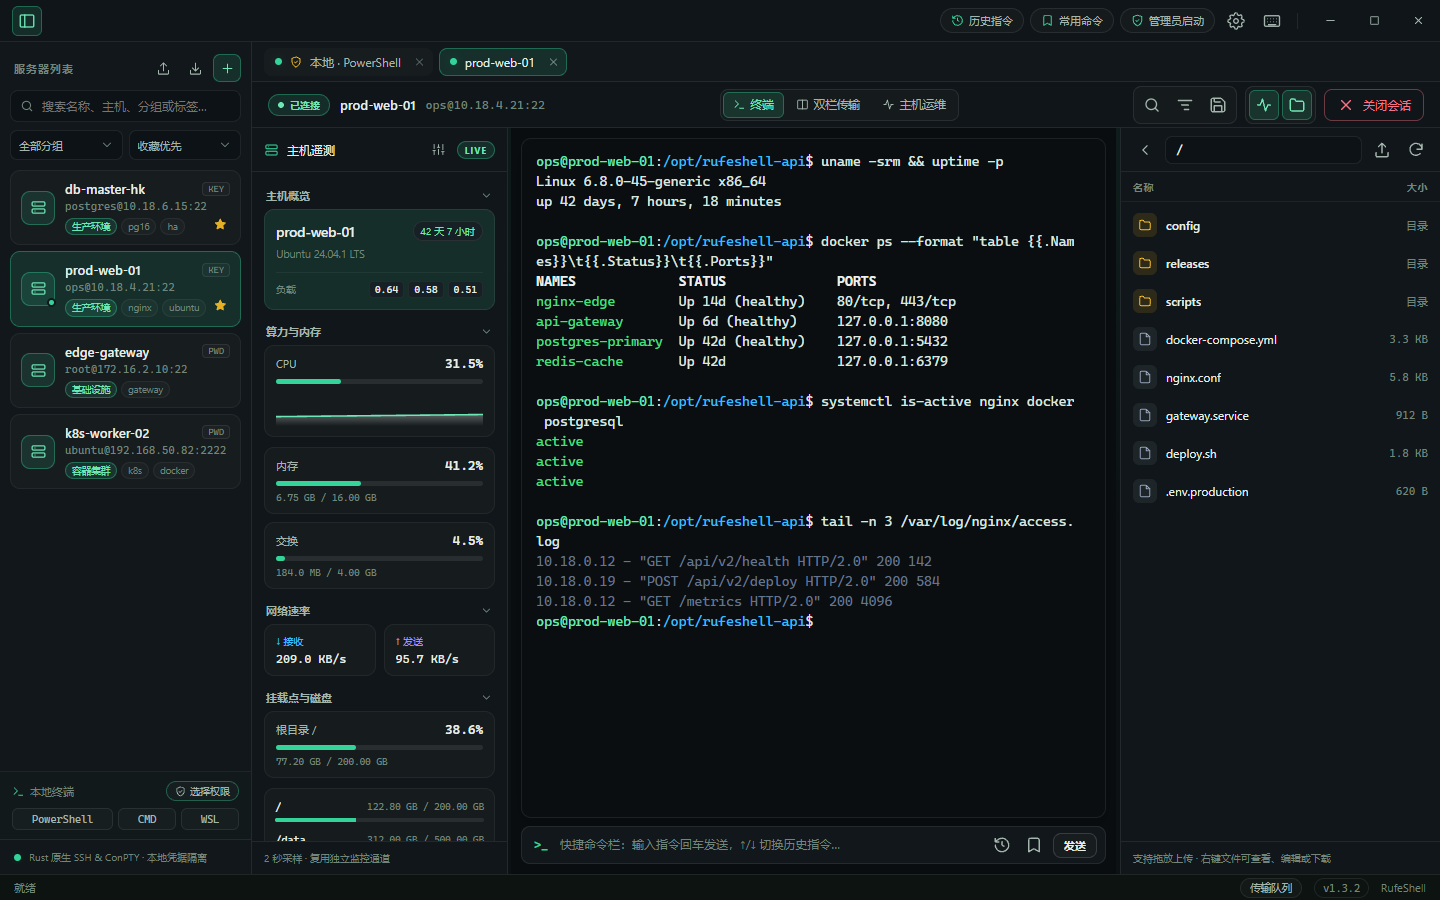 历史指令
常用命令
管理员启动
服务器列表
本地 · PowerShell
prod-web-01
搜索名称、主机、分组或标签...
全部分组
收藏优先
db-master-hk
KEY
postgres@10.18.6.15:22
生产环境
pg16
ha
prod-web-01
KEY
ops@10.18.4.21:22
生产环境
nginx
ubuntu
edge-gateway
PWD
root@172.16.2.10:22
基础设施
gateway
k8s-worker-02
PWD
ubuntu@192.168.50.82:2222
容器集群
k8s
docker
本地终端
选择权限
PowerShell
CMD
WSL
Rust 原生 SSH & ConPTY · 本地凭据隔离
已连接
prod-web-01
ops@10.18.4.21:22
终端
双栏传输
主机运维
关闭会话
主机遥测
LIVE
主机概览
prod-web-01
42 天 7 小时
Ubuntu 24.04.1 LTS
负载
0.64
0.58
0.51
算力与内存
CPU
31.5%
内存
41.2%
6.75 GB / 16.00 GB
交换
4.5%
184.0 MB / 4.00 GB
网络速率
↓ 接收
209.0 KB/s
↑ 发送
95.7 KB/s
挂载点与磁盘
根目录 /
38.6%
77.20 GB / 200.00 GB
/
122.80 GB / 200.00 GB
/data
312.00 GB / 500.00 GB
2 秒采样 · 复用独立监控通道
ops@prod-web-01:/opt/rufeshell-api$ uname -srm && uptime -p
Linux 6.8.0-45-generic x86_64
up 42 days, 7 hours, 18 minutes
ops@prod-web-01:/opt/rufeshell-api$ docker ps --format "table {{.Nam
es}}\t{{.Status}}\t{{.Ports}}"
NAMES STATUS PORTS
nginx-edge Up 14d (healthy) 80/tcp, 443/tcp
api-gateway Up 6d (healthy) 127.0.0.1:8080
postgres-primary Up 42d (healthy) 127.0.0.1:5432
redis-cache Up 42d 127.0.0.1:6379
ops@prod-web-01:/opt/rufeshell-api$ systemctl is-active nginx docker
postgresql
active
active
active
ops@prod-web-01:/opt/rufeshell-api$ tail -n 3 /var/log/nginx/access.
log
10.18.0.12 - "GET /api/v2/health HTTP/2.0" 200 142
10.18.0.19 - "POST /api/v2/deploy HTTP/2.0" 200 584
10.18.0.12 - "GET /metrics HTTP/2.0" 200 4096
ops@prod-web-01:/opt/rufeshell-api$
>_ 快捷命令栏：输入指令回车发送，↑/↓ 切换历史指令...
发送
/
名称
大小
config
目录
releases
目录
scripts
目录
docker-compose.yml
3.3 KB
nginx.conf
5.8 KB
gateway.service
912 B
deploy.sh
1.8 KB
.env.production
620 B
支持拖放上传 · 右键文件可查看、编辑或下载
就绪
传输队列
v1.3.2
RufeShell